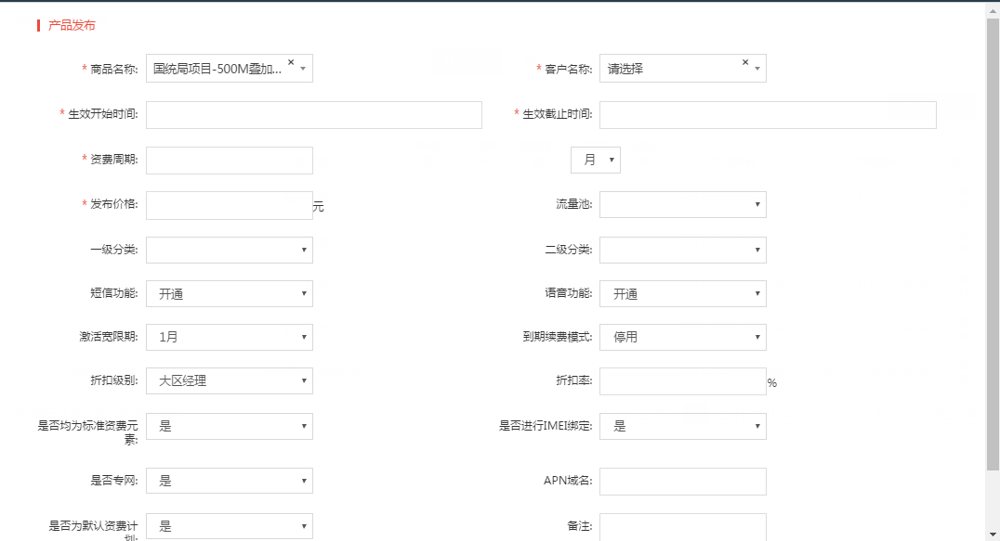 产品发布
* 商品名称: 国统局项目-500M叠加... × * 客户名称: 请选择 ×
* 生效开始时间: * 生效截止时间:
* 资费周期: 月
* 发布价格: 元 流量池:
一级分类: 二级分类:
短信功能: 开通 语音功能: 开通
激活宽限期: 1月 到期续费模式: 停用
折扣级别: 大区经理 折扣率: %
是否均为标准资费元 是 是否进行IMEI绑定: 是
素:
是否专网: 是 APN域名:
是否为默认资费计 是 备注:
划: